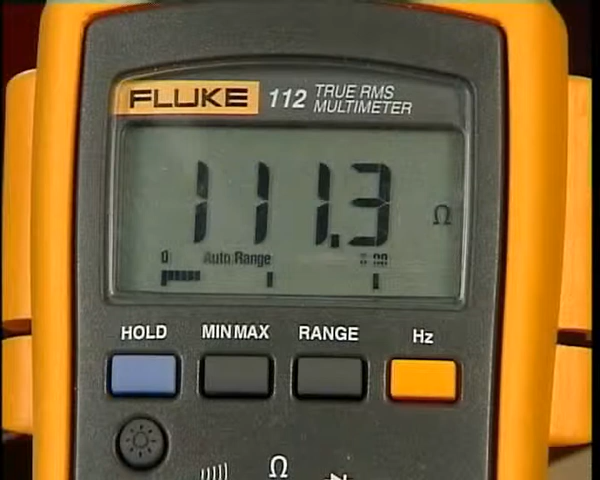 FLUKE 112 TRUE RMS
MULTIMETER
111.3 Ω
0 Auto Range
HOLD MIN MAX RANGE Hz
Ω